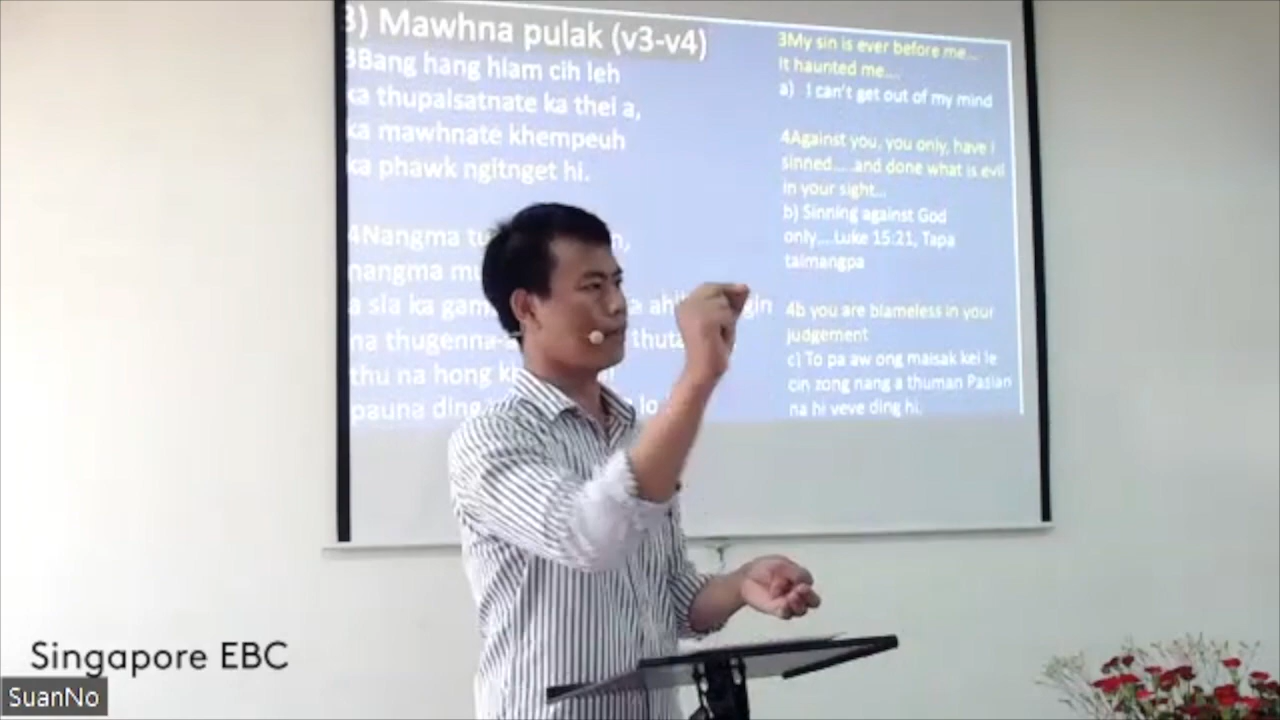 3) Mawhna pulak (v3-v4)
3Bang hang hiam cih leh
ka thupalsatnate ka thei a,
ka mawhnate khempeuh
ka phawk ngitnget hi.
4Nangma
nangma
a sia ka
na thugenna-a
thu na hong
pauna ding lo
3My sin is ever before me...
It haunted me....
a) I can't get out of my mind
4Against you, you only, have I
sinned.....and done what is evil
in your sight...
b) Sinning against God
only....Luke 15:21, Tapa
taimangpa
4b you are blameless in your
judgement
c) To pa aw ong maisak kei le
cin zong nang a thuman Pasian
na hi veve ding hi.
Singapore EBC
SuanNo